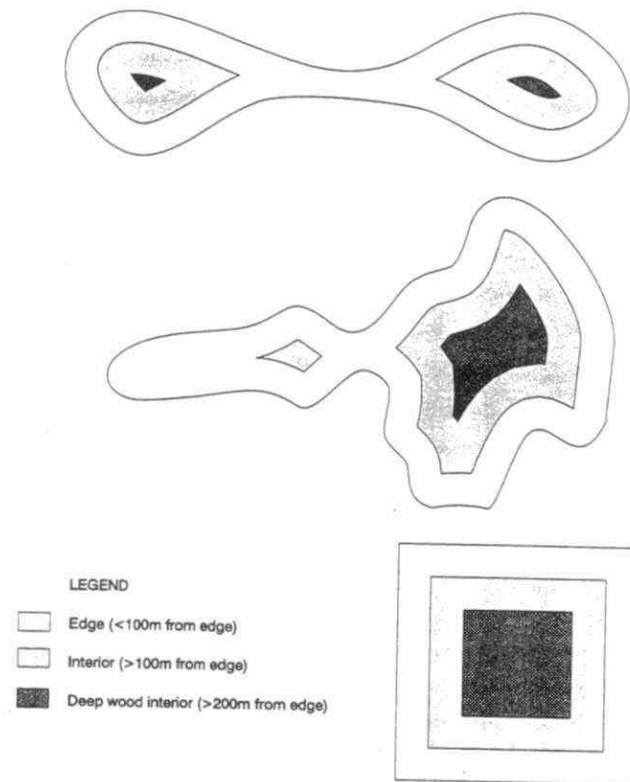 LEGEND
Edge (<100m from edge)
Interior (>100m from edge)
Deep wood interior (>200m from edge)